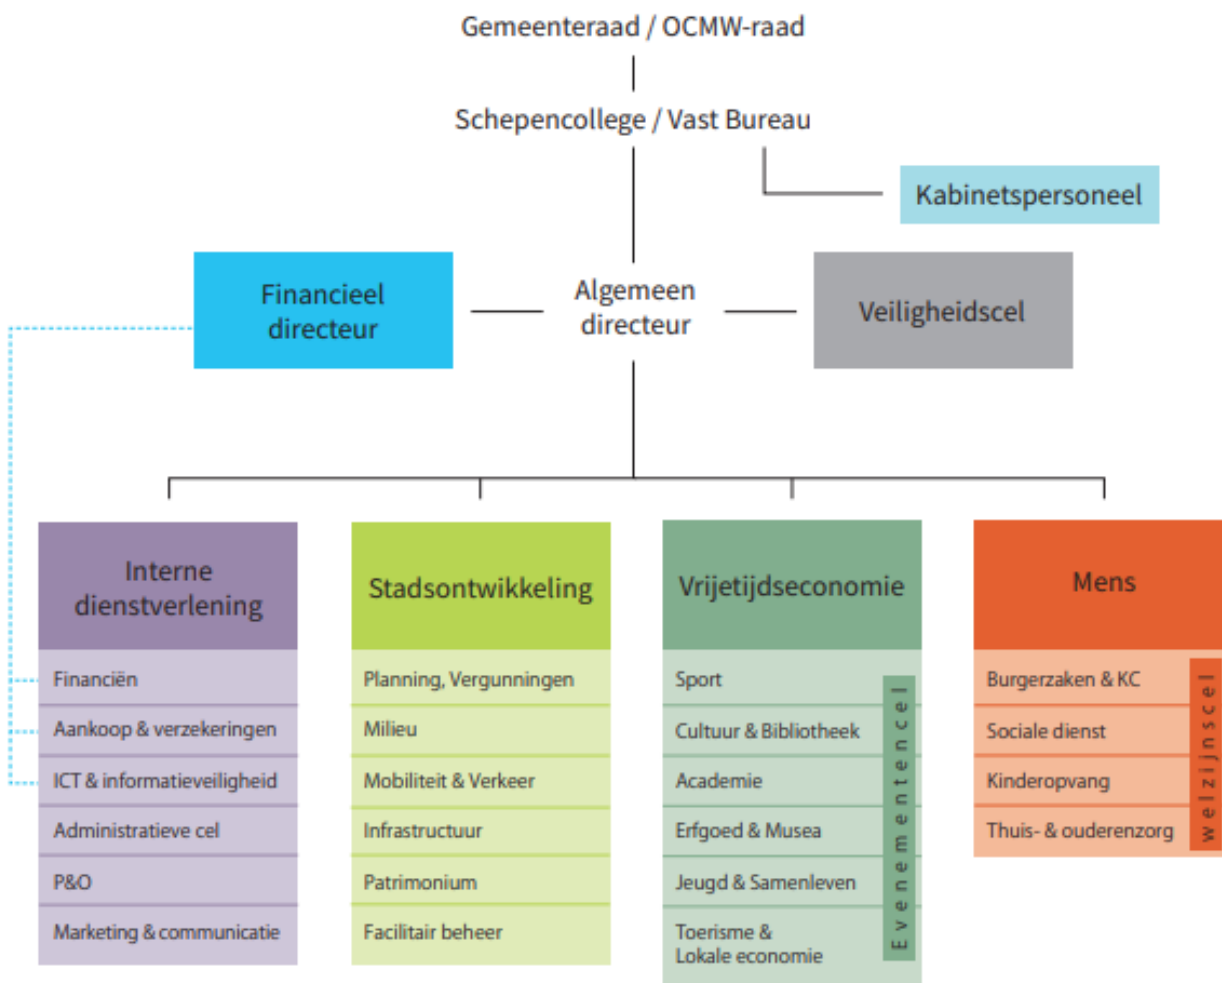 Gemeenteraad / OCMW-raad
Schepencollege / Vast Bureau
Kabinetspersoneel
Financieel
directeur
Algemeen
directeur
Veiligheidscel
Interne
dienstverlening
Financiën
Aankoop & verzekeringen
ICT & informatieveiligheid
Administratieve cel
P&O
Marketing & communicatie
Stadsontwikkeling
Planning, Vergunningen
Milieu
Mobiliteit & Verkeer
Infrastructuur
Patrimonium
Facilitair beheer
Vrijetijdseconomie
Sport
Cultuur & Bibliotheek
Academie
Erfgoed & Musea
Jeugd & Samenleven
Toerisme &
Lokale economie
Evenementencel
Mens
Burgerzaken & KC
Sociale dienst
Kinderopvang
Thuis- & ouderenzorg
welzijnscel